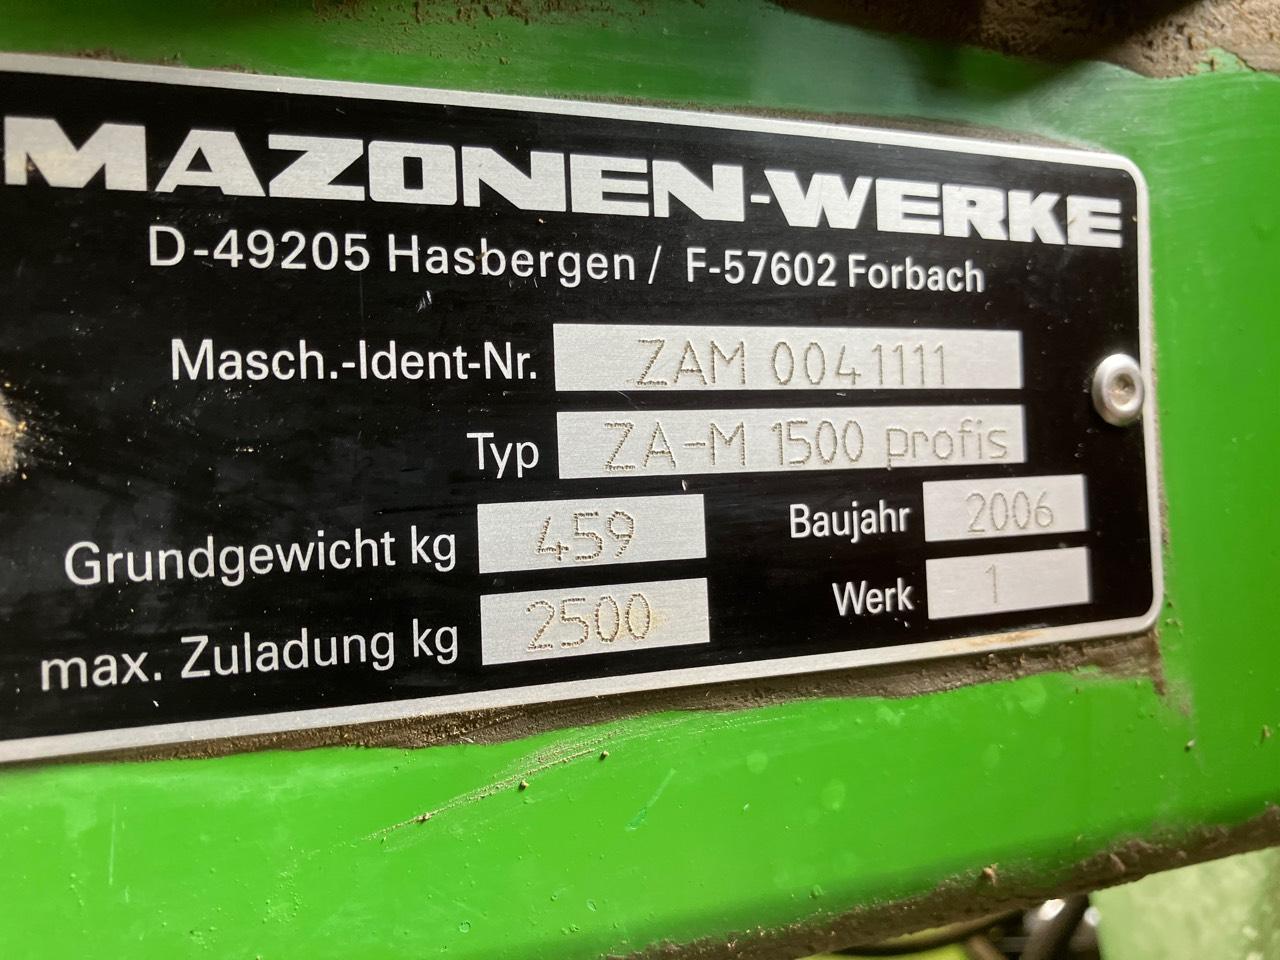 MAZONEN-WERKE
D-49205 Hasbergen / F-57602 Forbach
Masch.-Ident-Nr. ZAM 0041111
Typ ZA-M 1500 profis
Grundgewicht kg 459 Baujahr 2006
max. Zuladung kg 2500 Werk 1